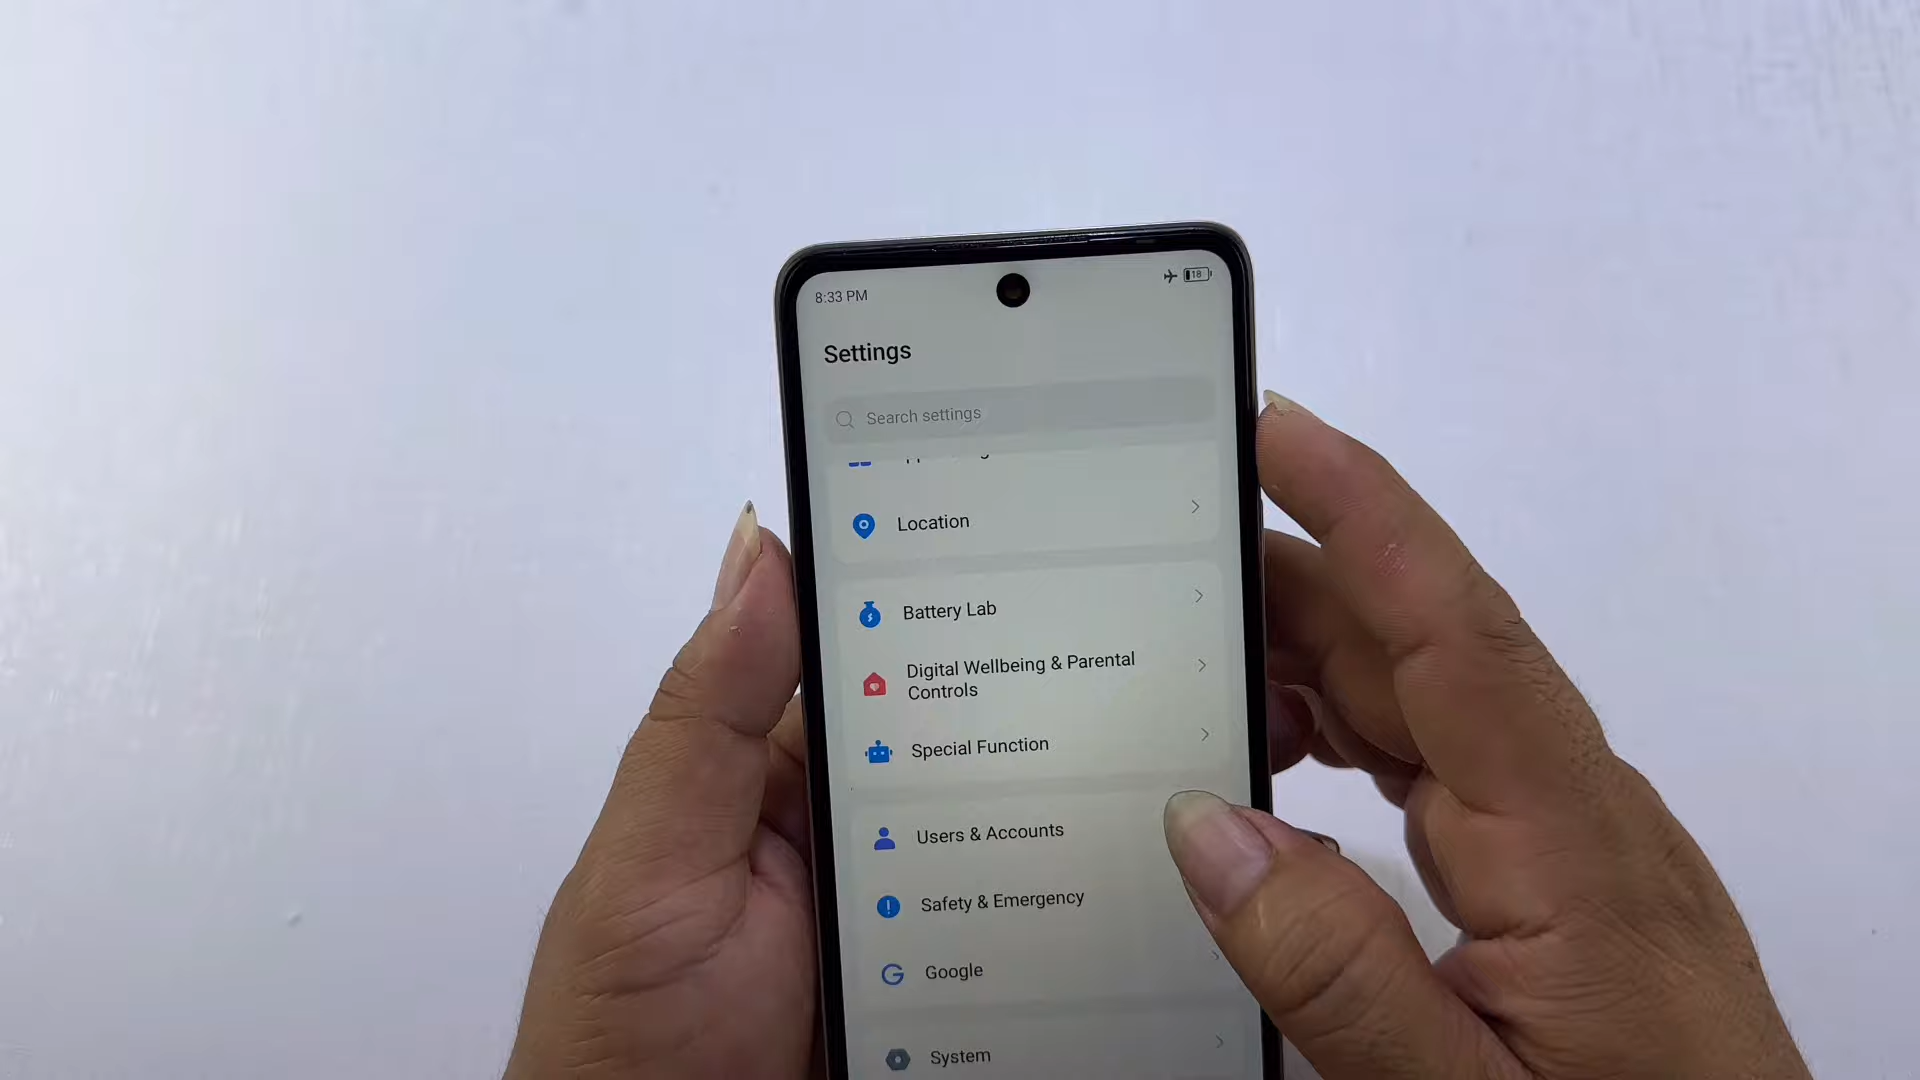 8:33 PM
18
Settings
Search settings
Location
Battery Lab
Digital Wellbeing & Parental
Controls
Special Function
Users & Accounts
Safety & Emergency
Google
System